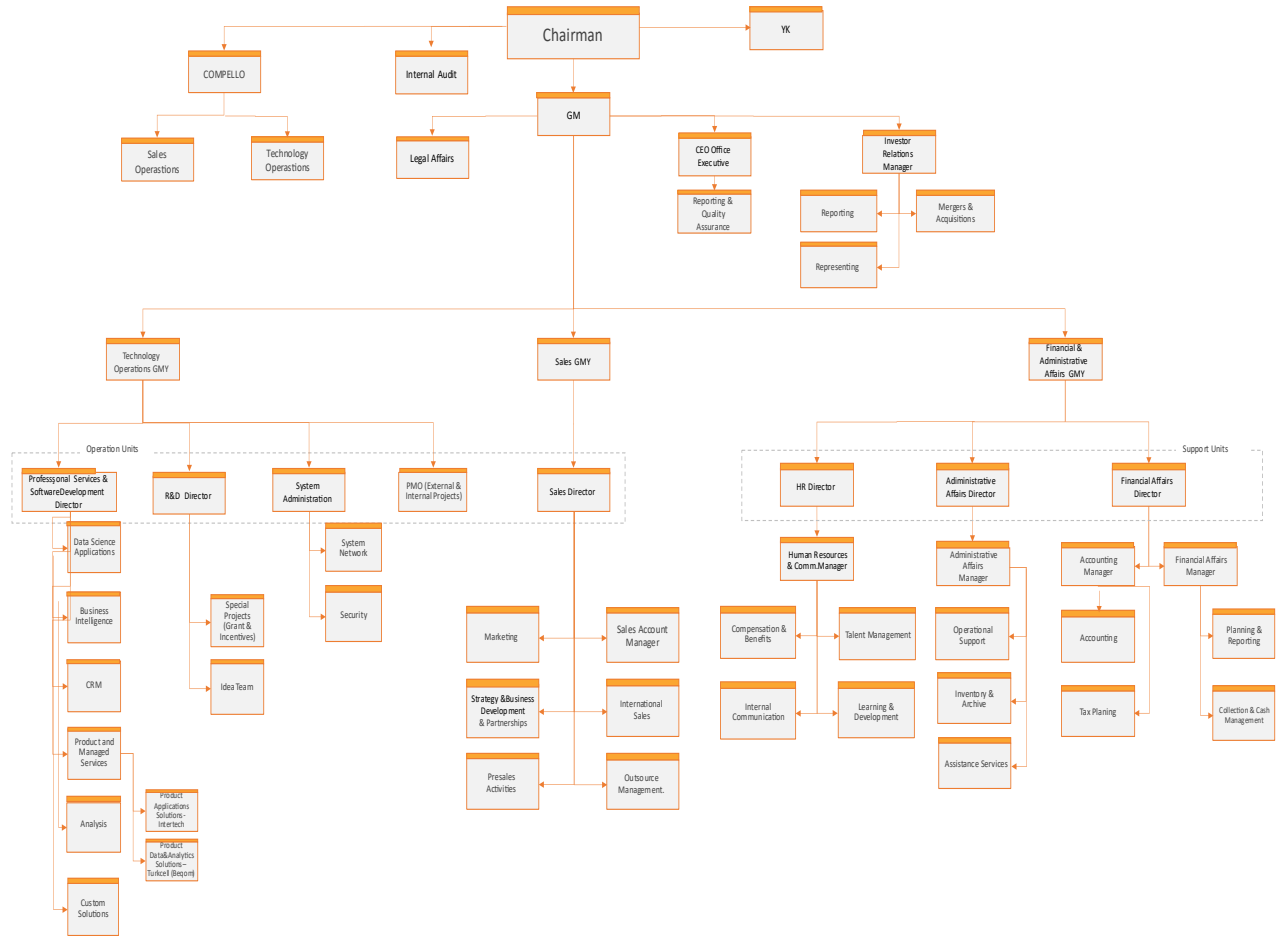 Chairman
YK
COMPELLO
Internal Audit
GM
Sales
Operastions
Technology
Operastions
Legal Affairs
CEO Office
Executive
Investor
Relations
Manager
Reporting &
Quality
Assurance
Reporting
Mergers &
Acquisitions
Representing
Technology
Operations GMY
Sales GMY
Financial &
Administrative
Affairs GMY
Operation Units
Support Units
Professşonal Services &
SoftwareDevelopment
Director
R&D Director
System
Administration
PMO (External &
Internal Projects)
Sales Director
HR Director
Administrative
Affairs Director
Financial Affairs
Director
Data Science
Applications
System
Network
Human Resources
& Comm.Manager
Administrative
Affairs
Manager
Accounting
Manager
Financial Affairs
Manager
Business
Intelligence
Special
Projects
(Grant &
Incentives)
Security
Marketing
Sales Account
Manager
Compensation &
Benefits
Talent Management
Operational
Support
Accounting
Planning &
Reporting
CRM
Idea Team
Strategy &Business
Development
& Partnerships
International
Sales
Internal
Communication
Learning &
Development
Inventory &
Archive
Tax Planing
Collection & Cash
Management
Product and
Managed
Services
Presales
Activities
Outsource
Management.
Assistance Services
Analysis
Product
Applications
Solutions-
Intertech
Product
Data&Analytics
Solutions–
Turkcell (Beqom)
Custom
Solutions